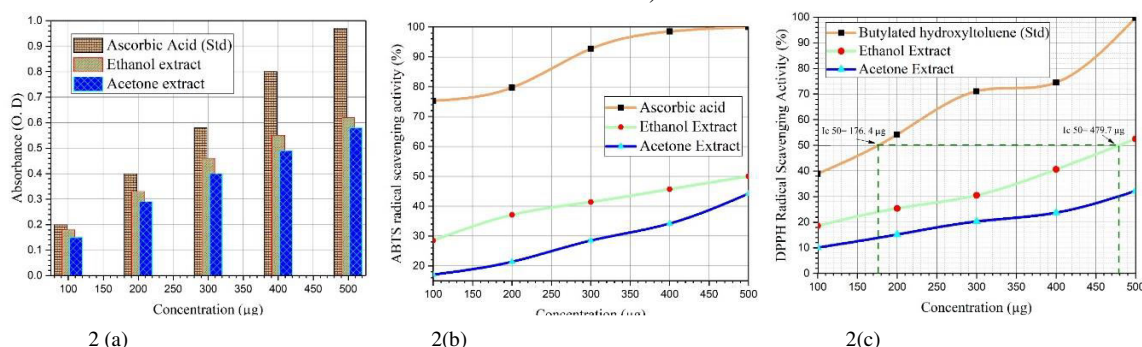 )
1.0
0.9
0.8
0.7
0.6
0.5
0.4
0.3
0.2
0.1
0.0
Absorbance (O. D)
Ascorbic Acid (Std)
Ethanol extract
Acetone extract
100 150 200 250 300 350 400 450 500
Concentration (µg)
2 (a)
100
90
80
70
60
50
40
30
20
ABTS radical scavenging activity (%)
Ascorbic acid
Ethanol Extract
Acetone Extract
100 200 300 400 500
Concentration (µg)
2(b)
100
90
80
70
60
50
40
30
20
10
0
DPPH Radical Scavenging Activity (%)
Butylated hydroxyltoluene (Std)
Ethanol Extract
Acetone Extract
Ic 50= 176. 4 µg
Ic 50= 479.7 µg
100 150 200 250 300 350 400 450 500
Concentration (µg)
2(c)